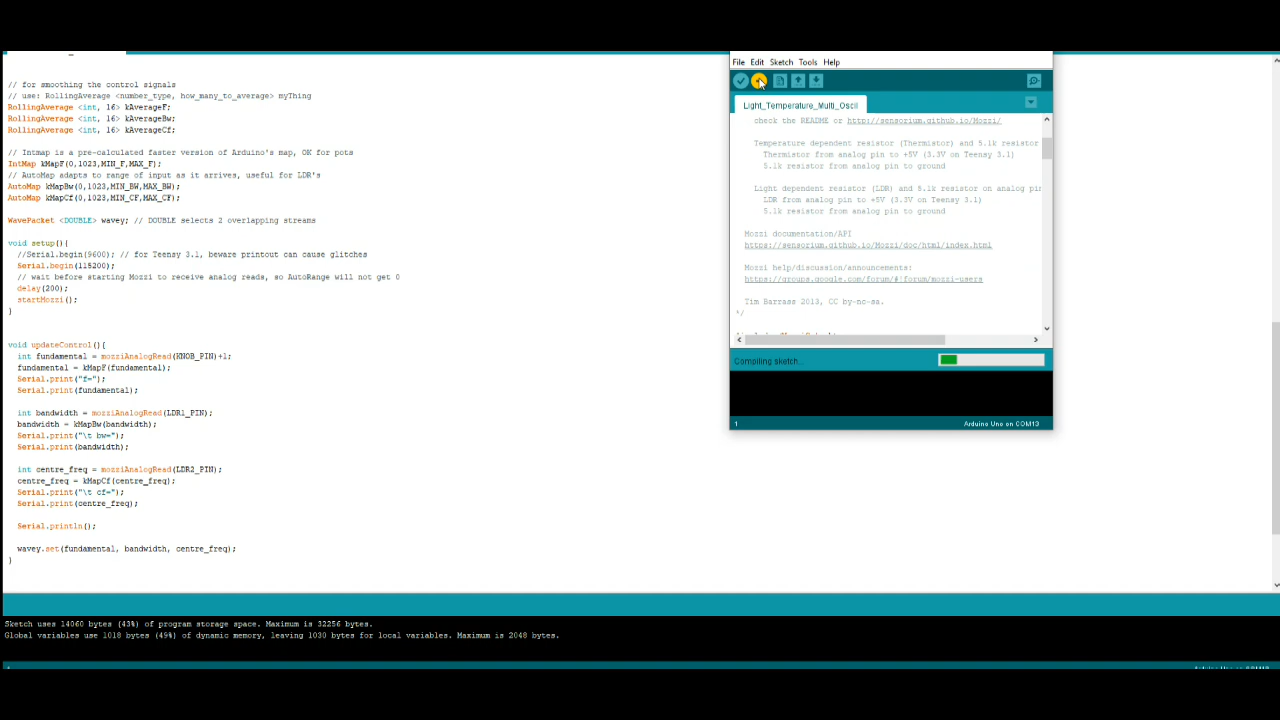 // for smoothing the control signals
// use: RollingAverage <number_type, how_many_to_average> myThing
RollingAverage <int, 16> kAverageF;
RollingAverage <int, 16> kAverageBw;
RollingAverage <int, 16> kAverageCf;
// Intmap is a pre-calculated faster version of Arduino's map, OK for pots
IntMap kMapF(0,1023,MIN_F,MAX_F);
// AutoMap adapts to range of input as it arrives, useful for LDR's
AutoMap kMapBw(0,1023,MIN_BW,MAX_BW);
AutoMap kMapCf(0,1023,MIN_CF,MAX_CF);
WavePacket <DOUBLE> wavey; // DOUBLE selects 2 overlapping streams
void setup(){
//Serial.begin(9600); // for Teensy 3.1, beware printout can cause glitches
Serial.begin(115200);
// wait before starting Mozzi to receive analog reads, so AutoRange will not get 0
delay(200);
startMozzi();
}
void updateControl(){
int fundamental = mozziAnalogRead(KNOB_PIN)+1;
fundamental = kMapF(fundamental);
Serial.print("f=");
Serial.print(fundamental);
int bandwidth = mozziAnalogRead(LDR1_PIN);
bandwidth = kMapBw(bandwidth);
Serial.print("\t bw=");
Serial.print(bandwidth);
int centre_freq = mozziAnalogRead(LDR2_PIN);
centre_freq = kMapCf(centre_freq);
Serial.print("\t cf=");
Serial.print(centre_freq);
Serial.println();
wavey.set(fundamental, bandwidth, centre_freq);
}
Sketch uses 14060 bytes (43%) of program storage space. Maximum is 32256 bytes.
Global variables use 1018 bytes (49%) of dynamic memory, leaving 1030 bytes for local variables. Maximum is 2048 bytes.
File Edit Sketch Tools Help
Light_Temperature_Multi_Oscil
check the README or http://sensorium.github.io/Mozzi/
Temperature dependent resistor (Thermistor) and 5.1k resistor
Thermistor from analog pin to +5V (3.3V on Teensy 3.1)
5.1k resistor from analog pin to ground
Light dependent resistor (LDR) and 5.1k resistor on analog pin
LDR from analog pin to +5V (3.3V on Teensy 3.1)
5.1k resistor from analog pin to ground
Mozzi documentation/API
https://sensorium.github.io/Mozzi/doc/html/index.html
Mozzi help/discussion/announcements:
https://groups.google.com/forum/#!forum/mozzi-users
Tim Barrass 2013, CC by-nc-sa.
*/
Compiling sketch...
1
Arduino Uno on COM13